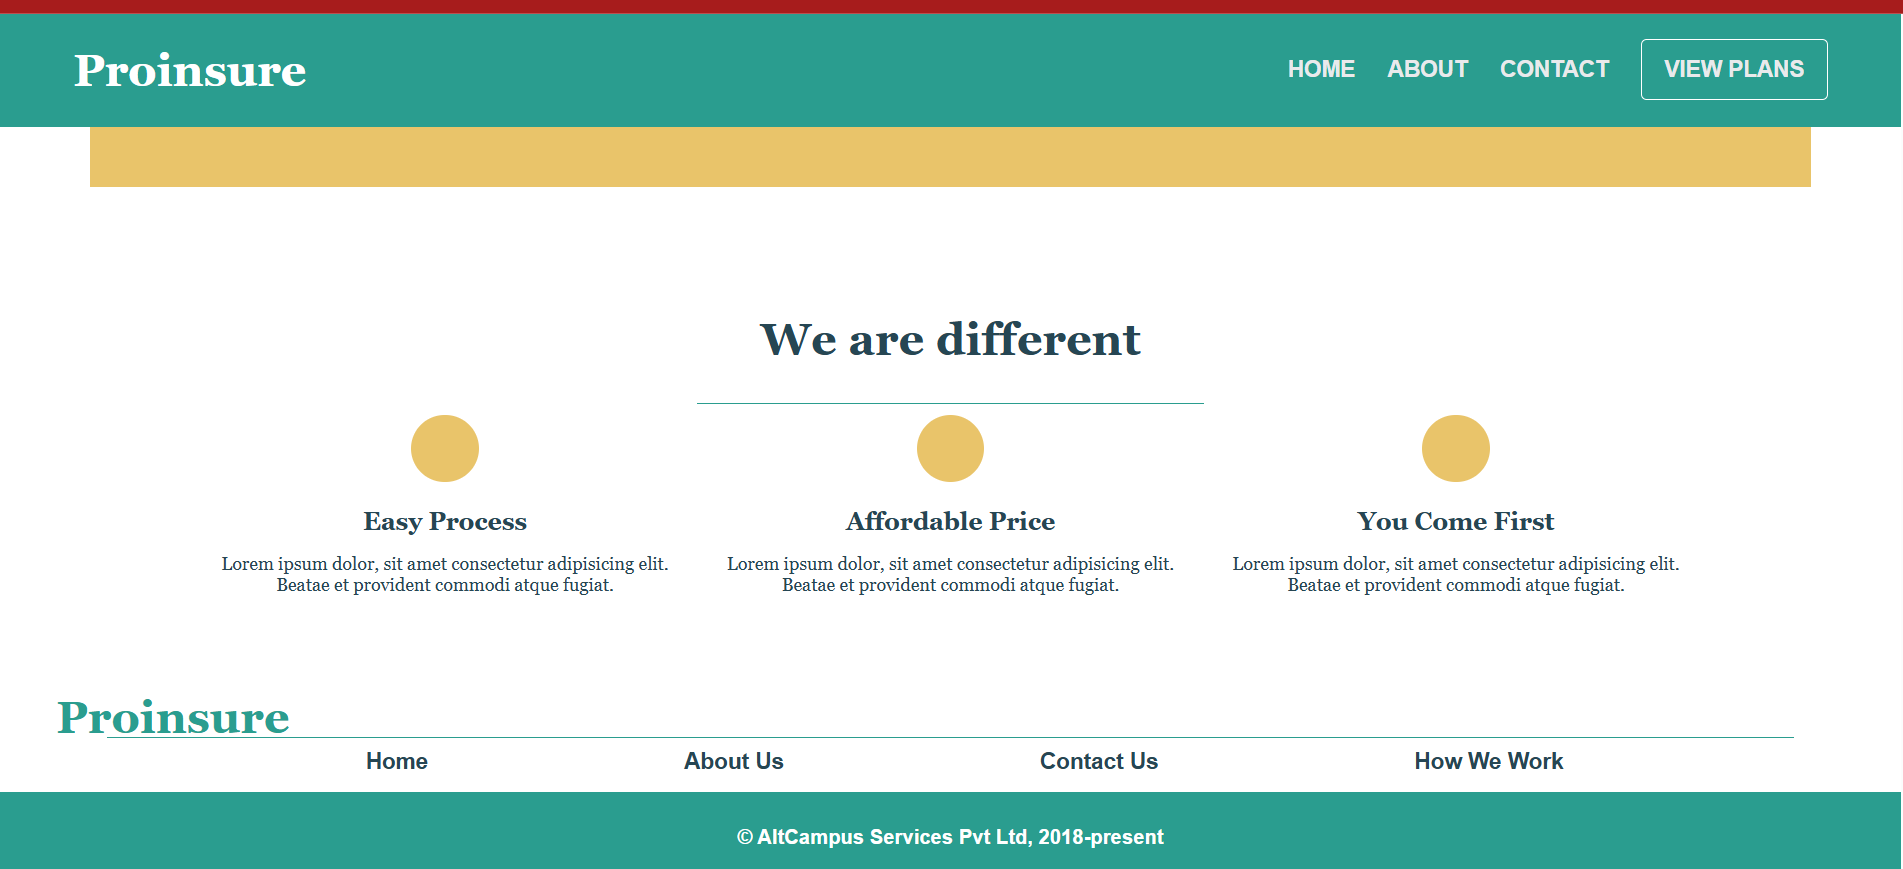 Proinsure
HOME ABOUT CONTACT VIEW PLANS
We are different
Easy Process
Lorem ipsum dolor, sit amet consectetur adipisicing elit.
Beatae et provident commodi atque fugiat.
Affordable Price
Lorem ipsum dolor, sit amet consectetur adipisicing elit.
Beatae et provident commodi atque fugiat.
You Come First
Lorem ipsum dolor, sit amet consectetur adipisicing elit.
Beatae et provident commodi atque fugiat.
Proinsure
Home About Us Contact Us How We Work
© AltCampus Services Pvt Ltd, 2018-present